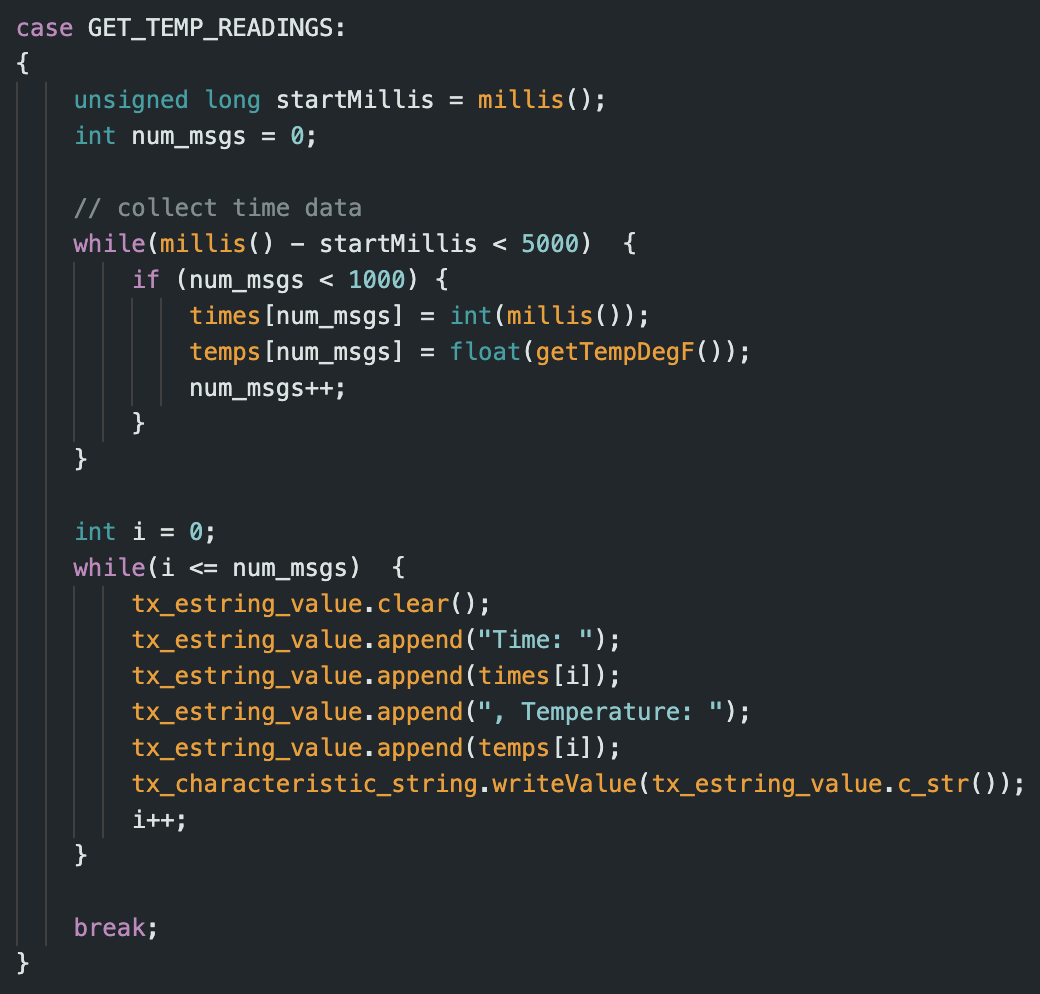 case GET_TEMP_READINGS:
{
    unsigned long startMillis = millis();
    int num_msgs = 0;

    // collect time data
    while(millis() - startMillis < 5000)  {
        if (num_msgs < 1000) {
            times[num_msgs] = int(millis());
            temps[num_msgs] = float(getTempDegF());
            num_msgs++;
        }
    }

    int i = 0;
    while(i <= num_msgs)  {
        tx_estring_value.clear();
        tx_estring_value.append("Time: ");
        tx_estring_value.append(times[i]);
        tx_estring_value.append(", Temperature: ");
        tx_estring_value.append(temps[i]);
        tx_characteristic_string.writeValue(tx_estring_value.c_str());
        i++;
    }

    break;
}